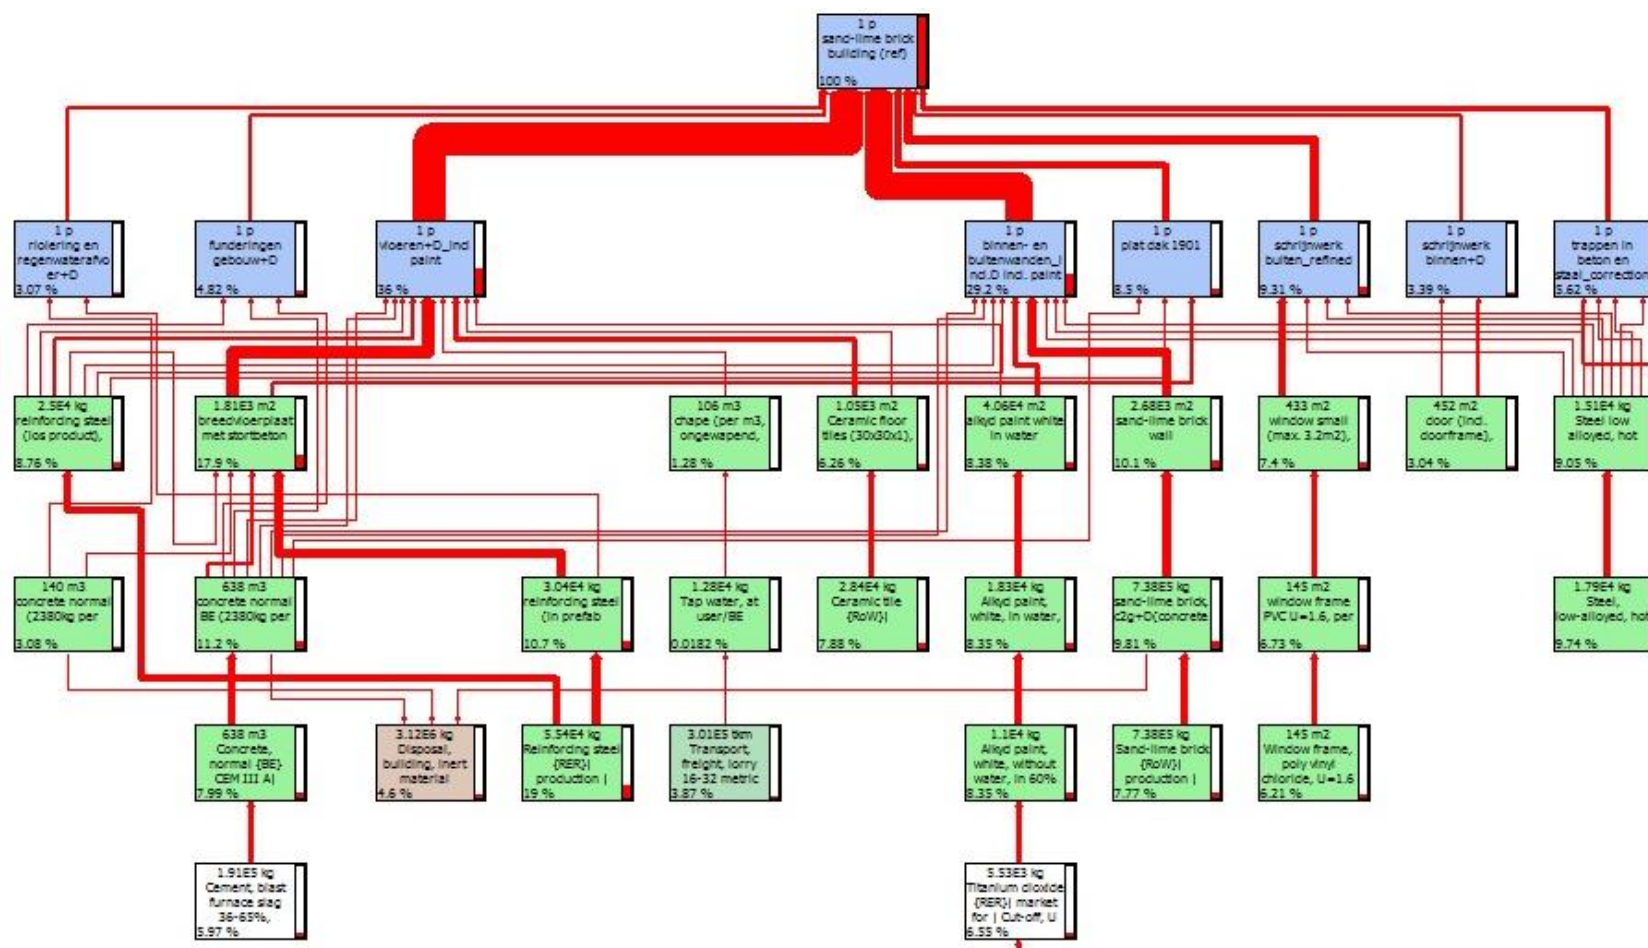 1 p
sand-lime brick
building (ref)
100 %
1 p
riolering en
regenwaterafvo
er+D
3.07 %
1 p
funderingen
gebouw+D
4.82 %
1 p
vloeren+D_incl
paint
36 %
1 p
binnen- en
buitenwanden_i
ncl.D incl. paint
29.2 %
1 p
plat dak 1901
8.5 %
1 p
schrijnwerk
buiten_refined
9.31 %
1 p
schrijnwerk
binnen+D
3.39 %
1 p
trappen in
beton en
staal_correction
5.62 %
2.5E4 kg
reinforcing steel
(los product),
8.76 %
1.81E3 m2
breedvloerplaat
met stortbeton
17.9 %
106 m3
chape (per m3,
ongewapend,
1.28 %
1.05E3 m2
Ceramic floor
tiles (30x30x1),
6.26 %
4.06E4 m2
alkyd paint white
in water
8.38 %
2.68E3 m2
sand-lime brick
wall
10.1 %
433 m2
window small
(max. 3.2m2),
7.4 %
452 m2
door (incl.
doorframe),
3.04 %
1.51E4 kg
Steel low
alloyed, hot
9.05 %
140 m3
concrete normal
(2380kg per
3.08 %
638 m3
concrete normal
BE (2380kg per
11.2 %
3.04E4 kg
reinforcing steel
(in prefab
10.7 %
1.28E4 kg
Tap water, at
user/BE
0.0182 %
2.84E4 kg
Ceramic tile
{RoW}|
7.88 %
1.83E4 kg
Alkyd paint,
white, in water,
8.35 %
7.38E5 kg
sand-lime brick,
c2g+D(concrete
9.81 %
145 m2
window frame
PVC U=1.6, per
6.73 %
1.79E4 kg
Steel,
low-alloyed, hot
9.74 %
638 m3
Concrete,
normal {BE}
CEM III A|
7.99 %
3.12E6 kg
Disposal,
building, inert
material
4.6 %
5.54E4 kg
Reinforcing steel
{RER}|
production |
19 %
3.01E5 tkm
Transport,
freight, lorry
16-32 metric
3.87 %
1.1E4 kg
Alkyd paint,
white, without
water, in 60%
8.35 %
7.38E5 kg
Sand-lime brick
{RoW}|
production |
7.77 %
145 m2
Window frame,
poly vinyl
chloride, U=1.6
6.21 %
1.91E5 kg
Cement, blast
furnace slag
36-65%,
5.97 %
5.53E3 kg
Titanium dioxide
{RER}| market
for | Cut-off, U
6.55 %